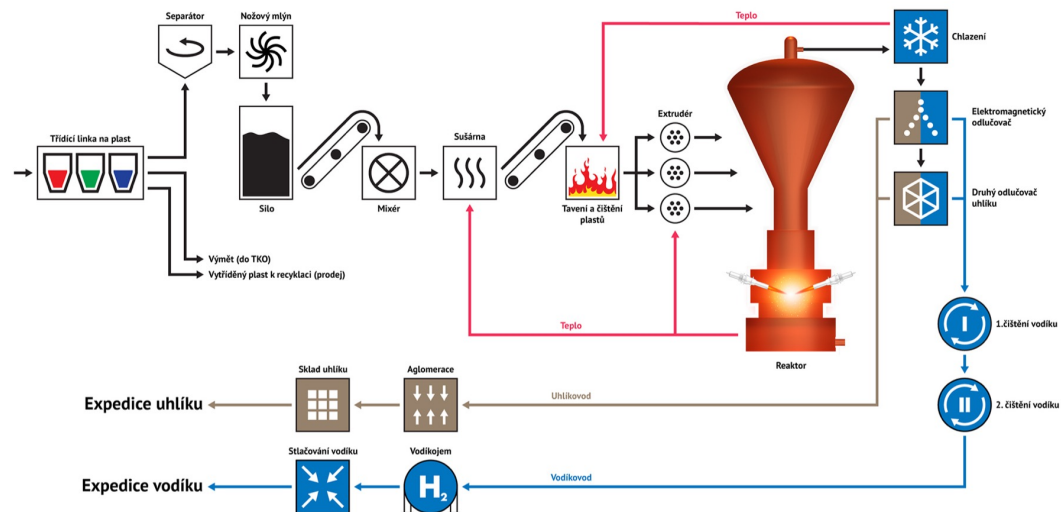 Separátor
Nožový mlýn
Teplo
Chlazení
Třídící linka na plast
Elektromagnetický
odlučovač
Sušárna
Extrudér
Druhý odlučovač
uhlíku
Silo
Mixér
Tavení a čištění
plastů
Výmět (do TKO)
Vytříděný plast k recyklaci (prodej)
Teplo
I
1.čištění vodíku
Reaktor
Sklad uhlíku
Aglomerace
Expedice uhlíku
Uhlíkovod
II
2. čištění vodíku
Stlačování vodíku
Vodíkojem
Expedice vodíku
H2
Vodíkovod